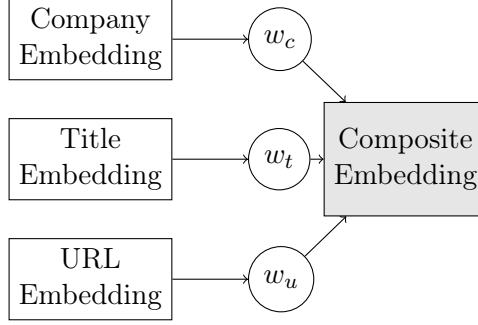 Company
Embedding
w_c
Title
Embedding
w_t
Composite
Embedding
URL
Embedding
w_u